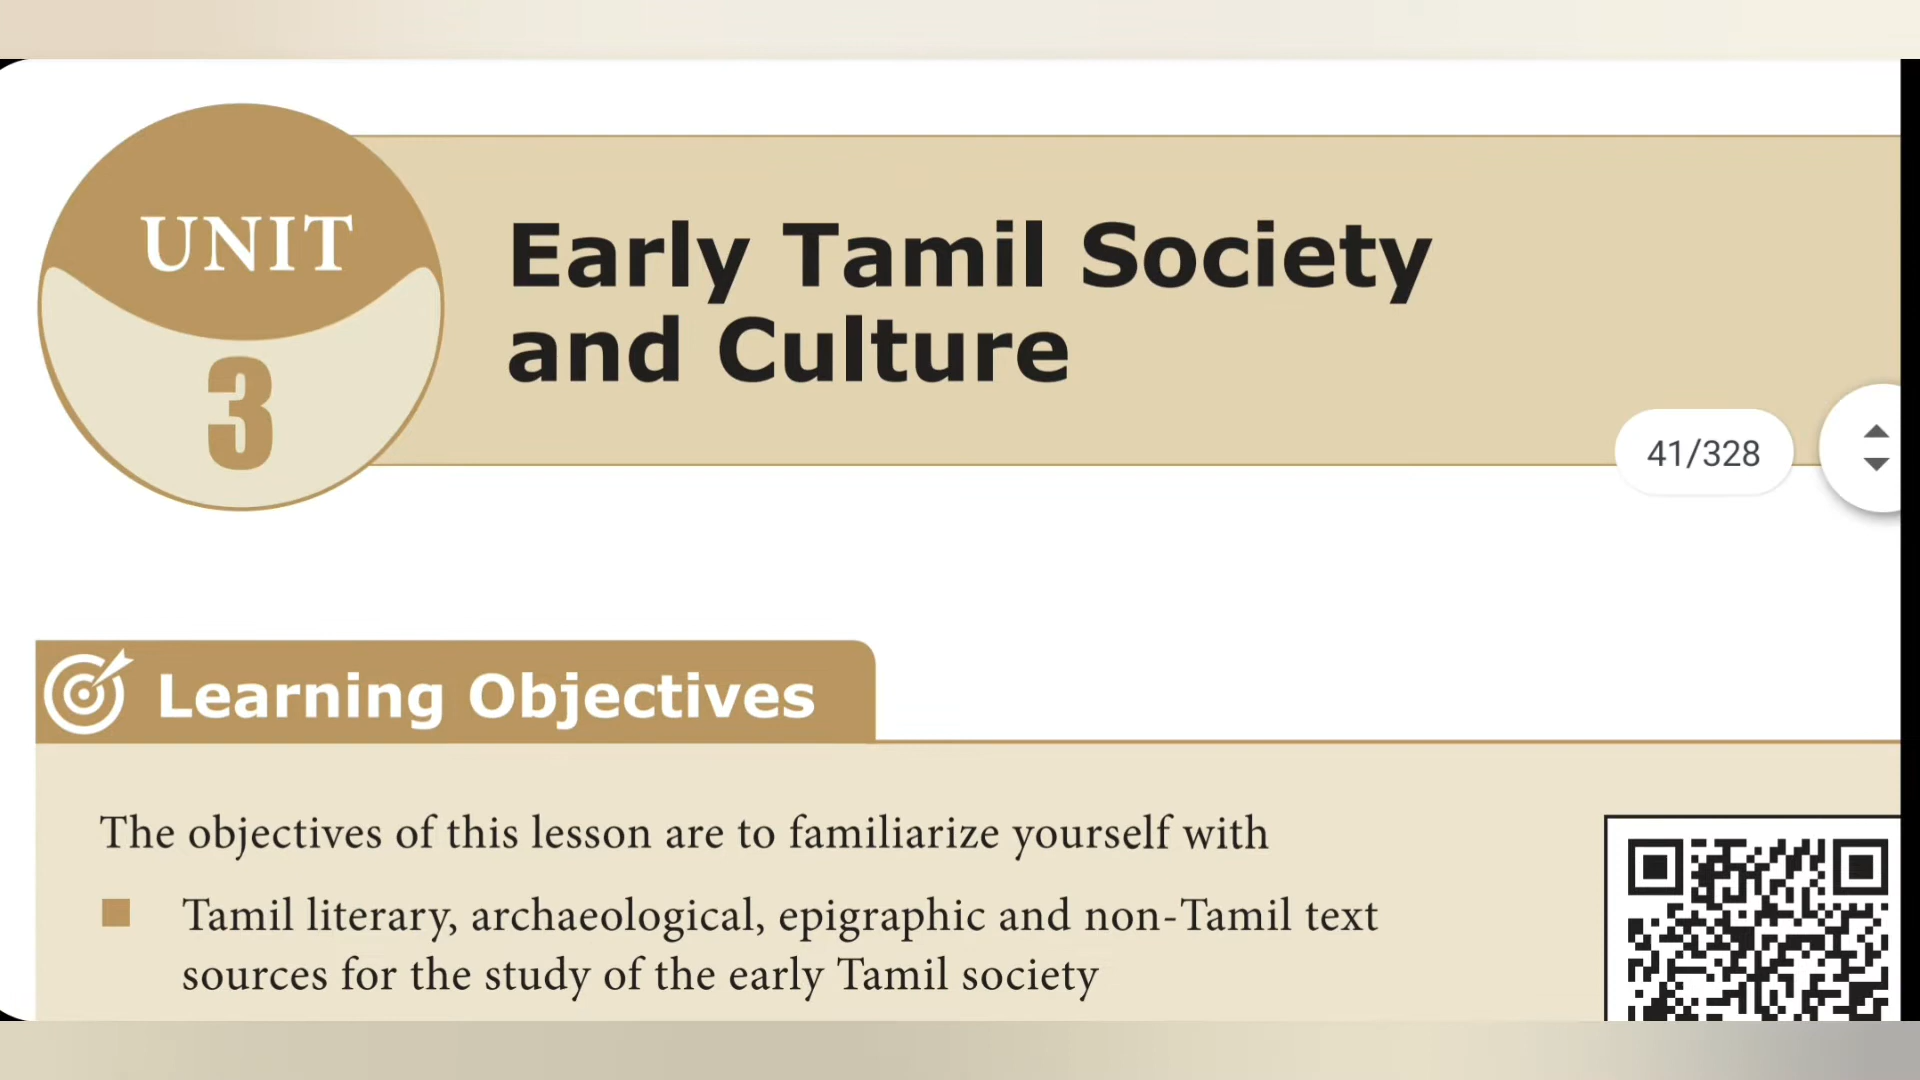 UNIT
3
Early Tamil Society
and Culture
41/328
Learning Objectives
The objectives of this lesson are to familiarize yourself with
Tamil literary, archaeological, epigraphic and non-Tamil text
sources for the study of the early Tamil society